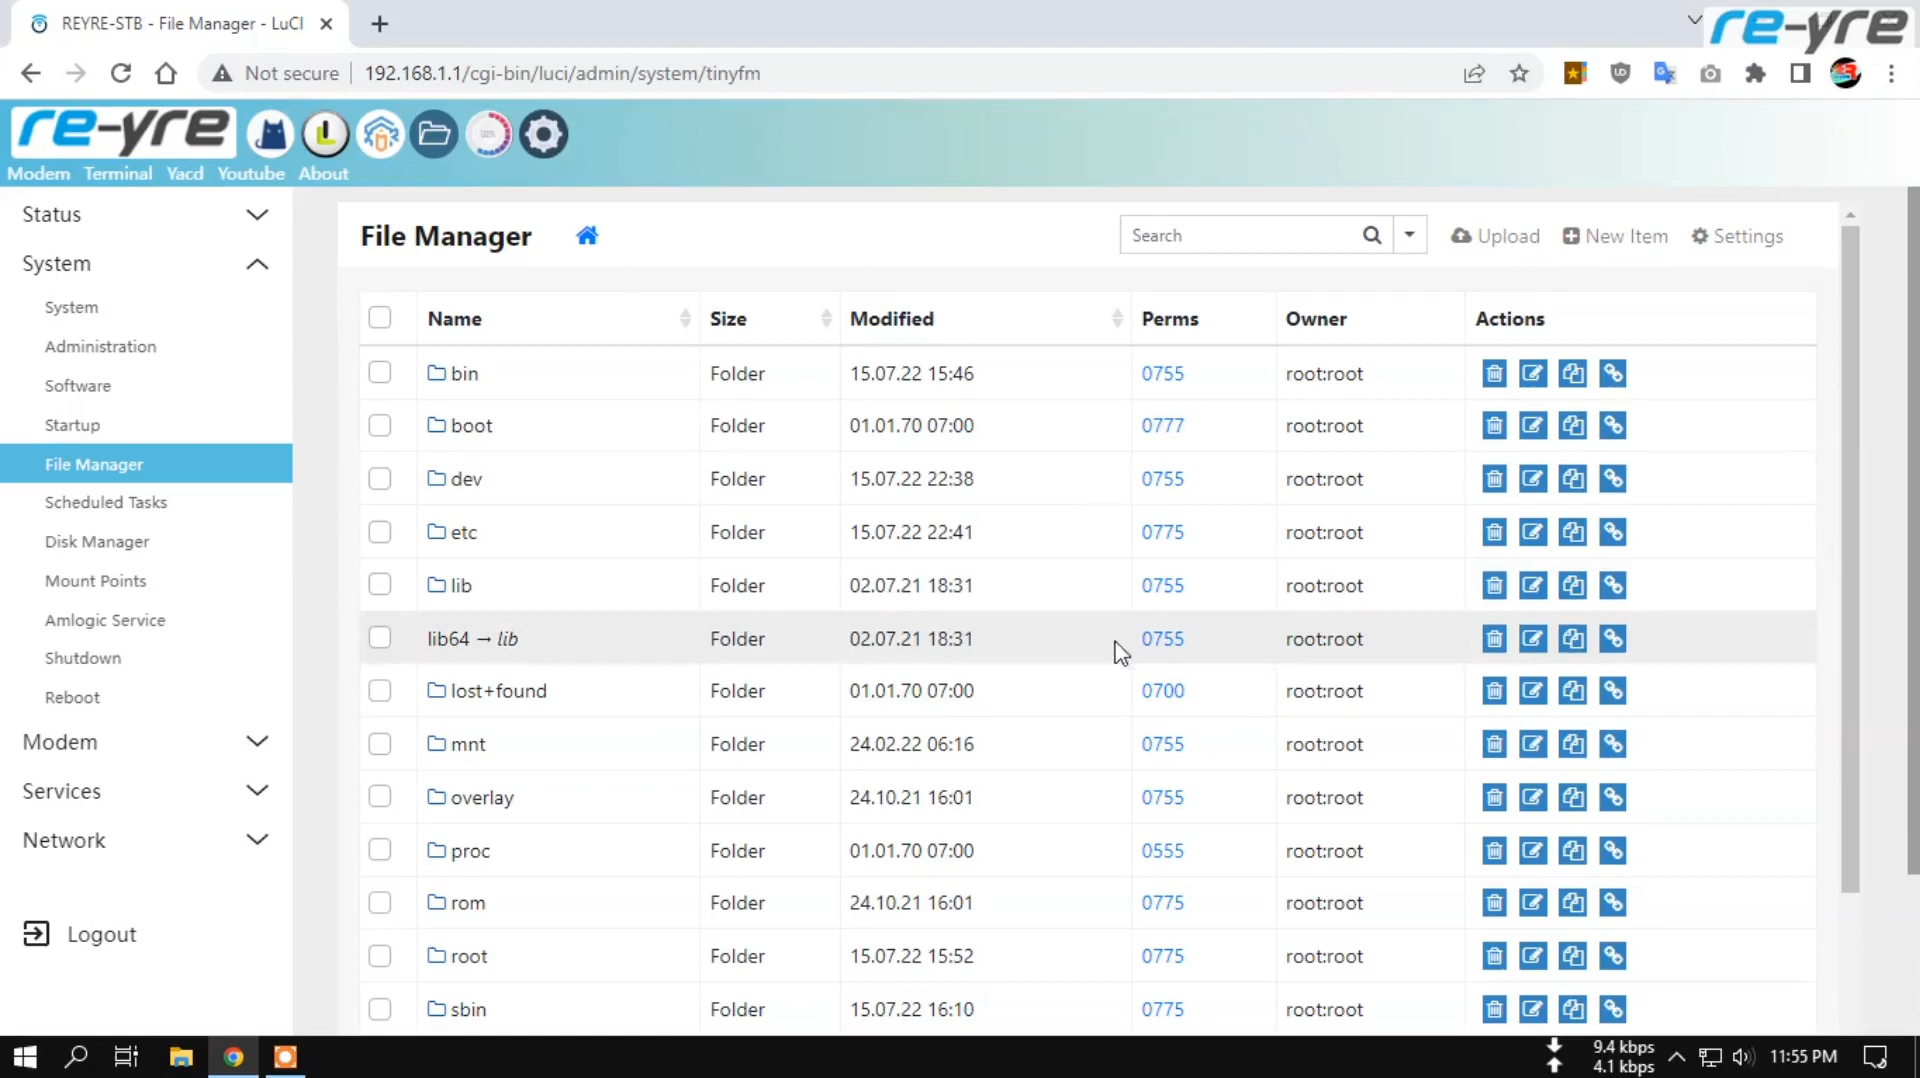 REYRE-STB - File Manager - LuCI
re-yre
Not secure
192.168.1.1/cgi-bin/luci/admin/system/tinyfm
re-yre
100%
Modem Terminal Yacd Youtube About
Status
System
System
Administration
Software
Startup
File Manager
Scheduled Tasks
Disk Manager
Mount Points
Amlogic Service
Shutdown
Reboot
Modem
Services
Network
Logout
File Manager
Search
Upload
New Item
Settings
Name Size Modified Perms Owner Actions
bin Folder 15.07.22 15:46 0755 root:root
boot Folder 01.01.70 07:00 0777 root:root
dev Folder 15.07.22 22:38 0755 root:root
etc Folder 15.07.22 22:41 0775 root:root
lib Folder 02.07.21 18:31 0755 root:root
lib64 → lib Folder 02.07.21 18:31 0755 root:root
lost+found Folder 01.01.70 07:00 0700 root:root
mnt Folder 24.02.22 06:16 0755 root:root
overlay Folder 24.10.21 16:01 0755 root:root
proc Folder 01.01.70 07:00 0555 root:root
rom Folder 24.10.21 16:01 0775 root:root
root Folder 15.07.22 15:52 0775 root:root
sbin Folder 15.07.22 16:10 0775 root:root
9.4 kbps
4.1 kbps
11:55 PM